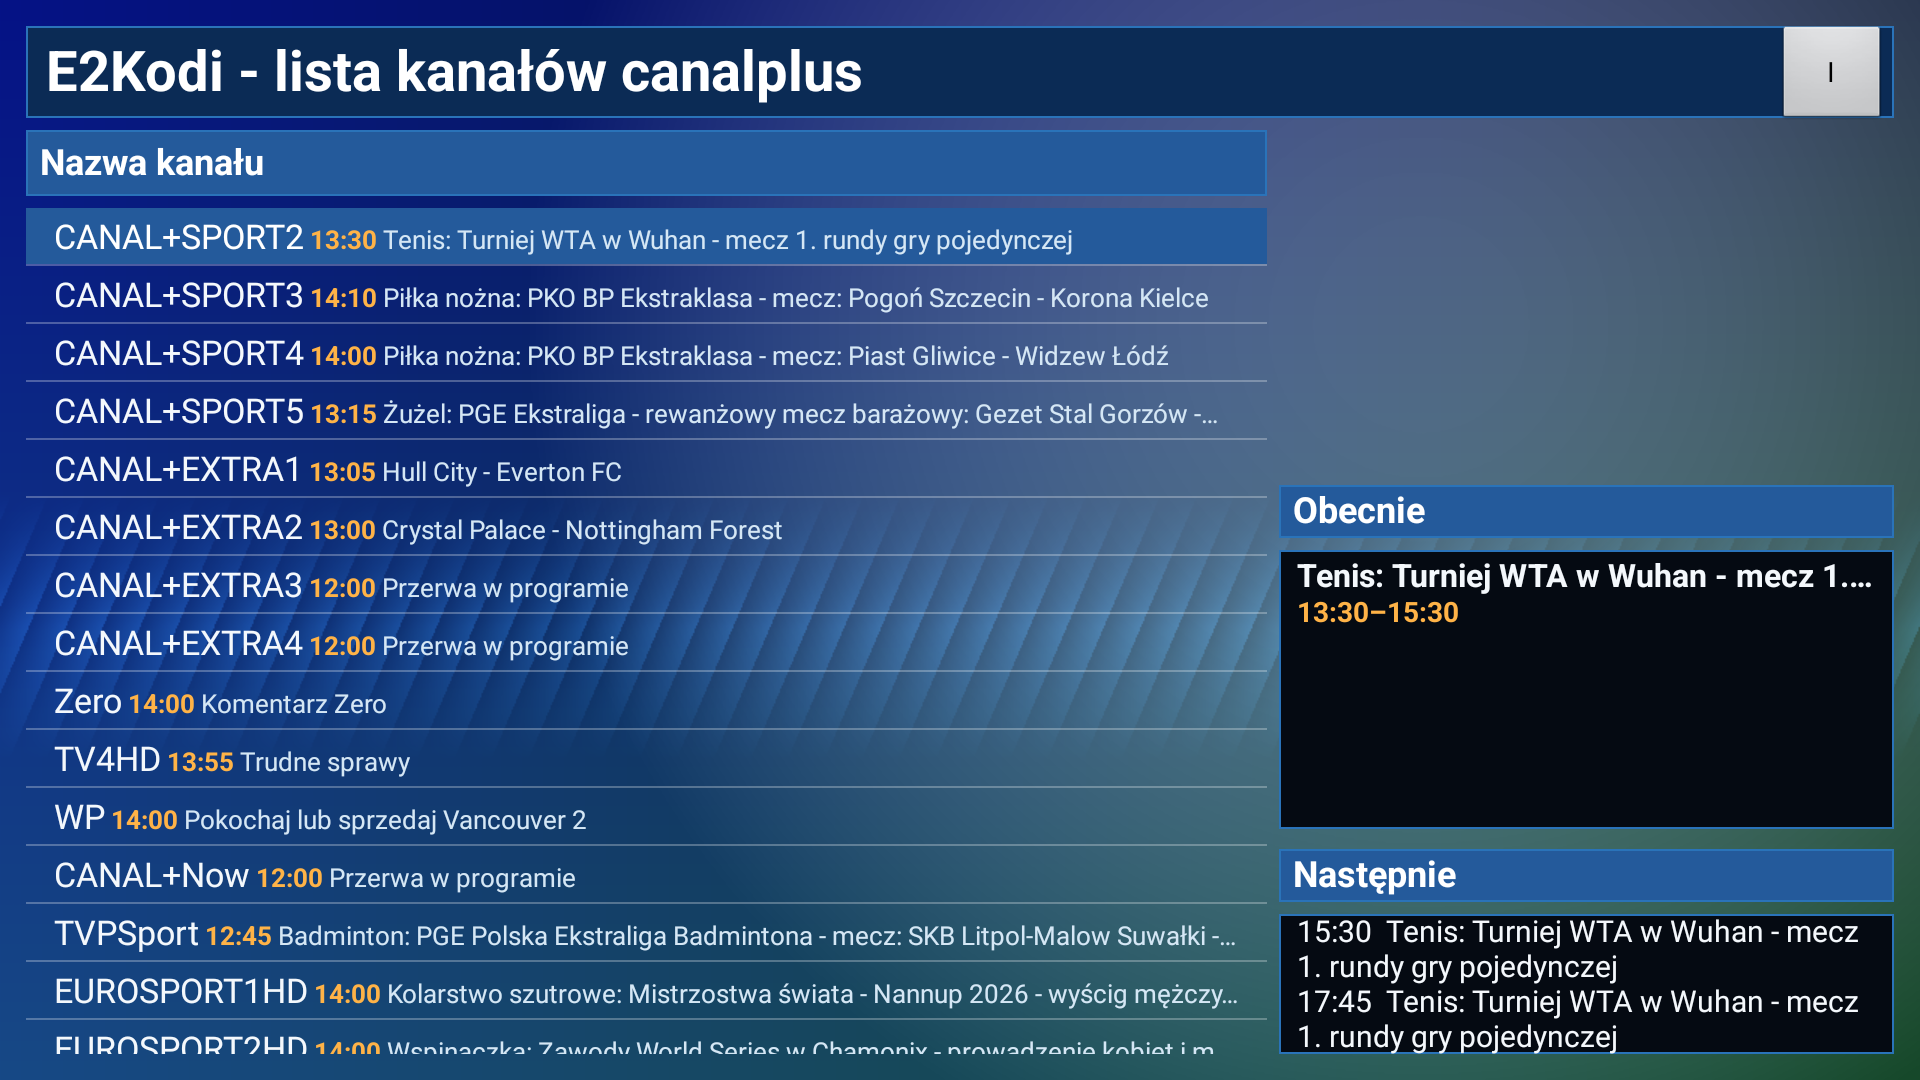 E2Kodi - lista kanałów canalplus
I
Nazwa kanału
CANAL+SPORT2 13:30 Tenis: Turniej WTA w Wuhan - mecz 1. rundy gry pojedynczej
CANAL+SPORT3 14:10 Piłka nożna: PKO BP Ekstraklasa - mecz: Pogoń Szczecin - Korona Kielce
CANAL+SPORT4 14:00 Piłka nożna: PKO BP Ekstraklasa - mecz: Piast Gliwice - Widzew Łódź
CANAL+SPORT5 13:15 Żużel: PGE Ekstraliga - rewanżowy mecz barażowy: Gezet Stal Gorzów -...
CANAL+EXTRA1 13:05 Hull City - Everton FC
CANAL+EXTRA2 13:00 Crystal Palace - Nottingham Forest
CANAL+EXTRA3 12:00 Przerwa w programie
CANAL+EXTRA4 12:00 Przerwa w programie
Zero 14:00 Komentarz Zero
TV4HD 13:55 Trudne sprawy
WP 14:00 Pokochaj lub sprzedaj Vancouver 2
CANAL+Now 12:00 Przerwa w programie
TVPSport 12:45 Badminton: PGE Polska Ekstraliga Badmintona - mecz: SKB Litpol-Malow Suwałki -...
EUROSPORT1HD 14:00 Kolarstwo szutrowe: Mistrzostwa świata - Nannup 2026 - wyścig mężczy...
EUROSPORT2HD 14:00 Wspinaczka: Zawody World Series w Chamonix - prowadzenie kobiet i m...
Obecnie
Tenis: Turniej WTA w Wuhan - mecz 1....
13:30–15:30
Następnie
15:30 Tenis: Turniej WTA w Wuhan - mecz
1. rundy gry pojedynczej
17:45 Tenis: Turniej WTA w Wuhan - mecz
1. rundy gry pojedynczej